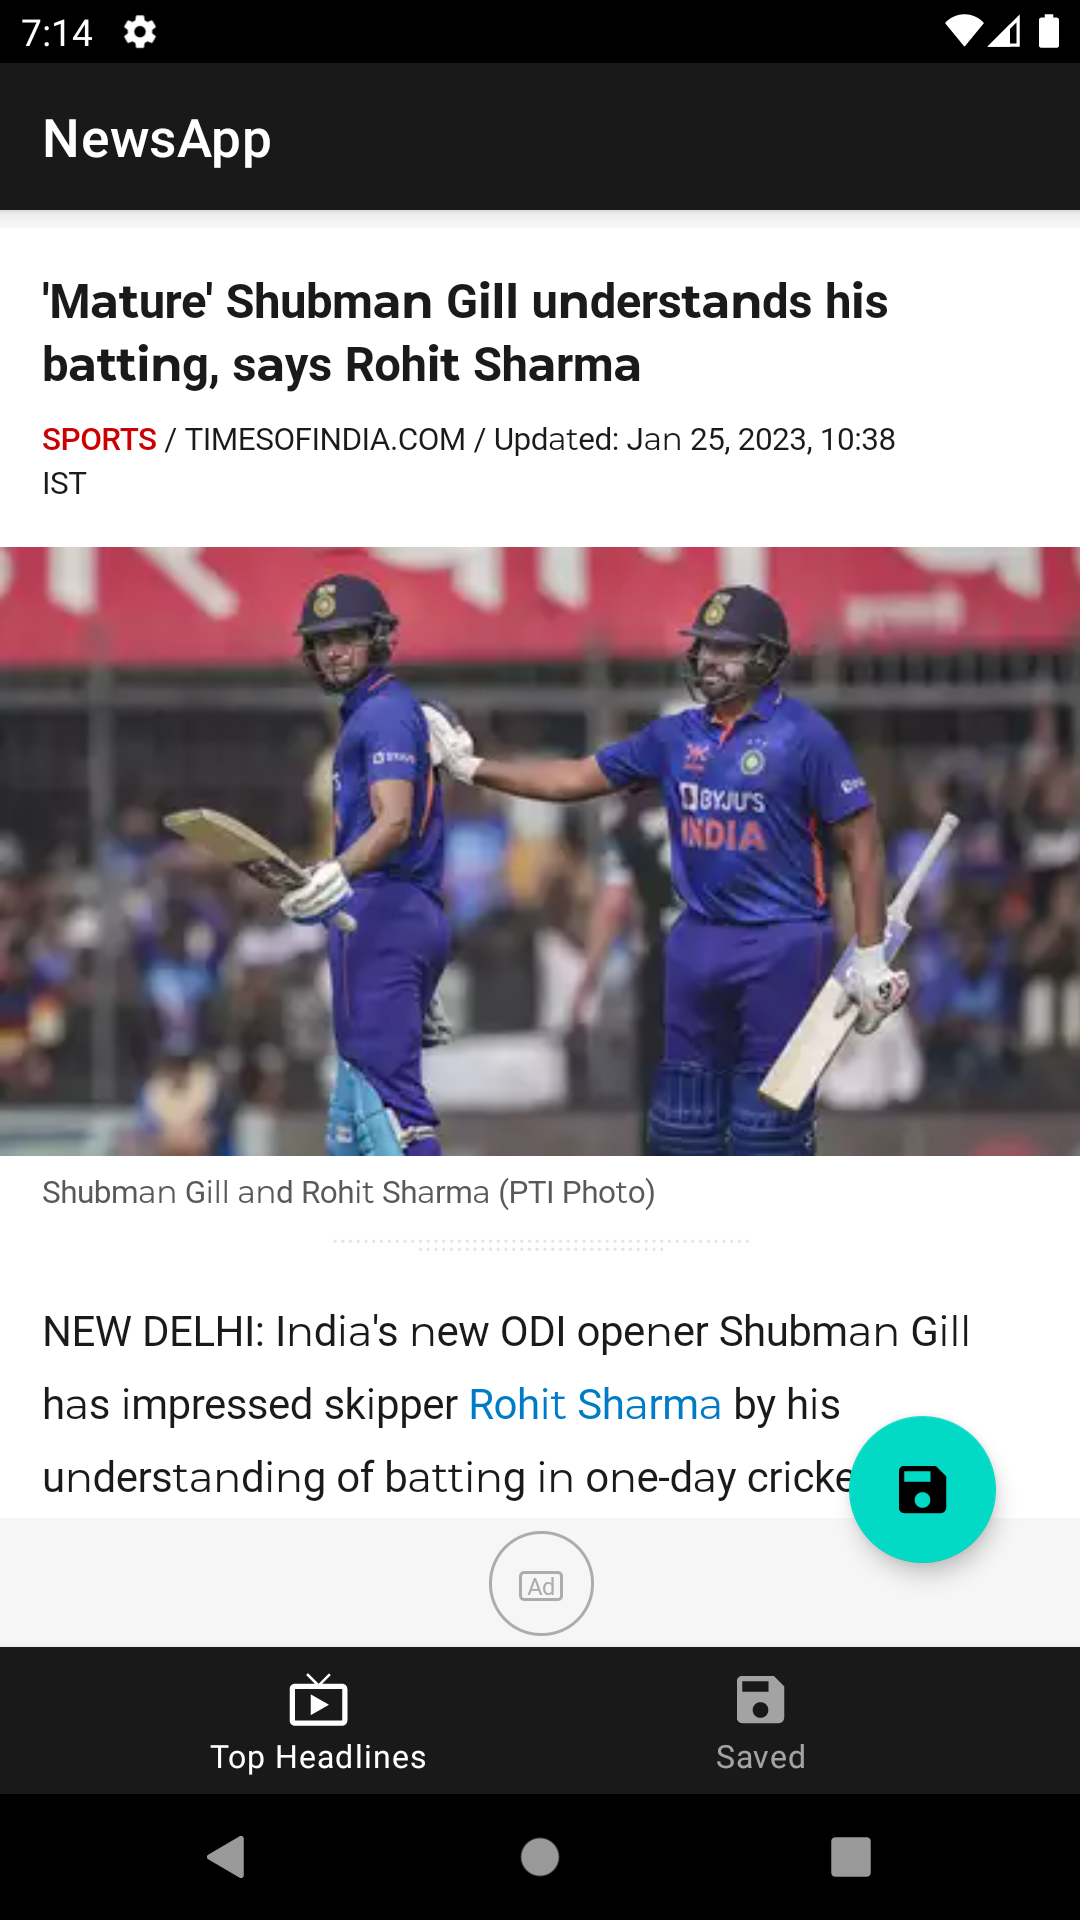 7:14
NewsApp
'Mature' Shubman Gill understands his
batting, says Rohit Sharma
SPORTS / TIMESOFINDIA.COM / Updated: Jan 25, 2023, 10:38
IST
BYJU'S
INDIA
Shubman Gill and Rohit Sharma (PTI Photo)
NEW DELHI: India's new ODI opener Shubman Gill
has impressed skipper Rohit Sharma by his
understanding of batting in one-day cricke
Ad
Top Headlines
Saved